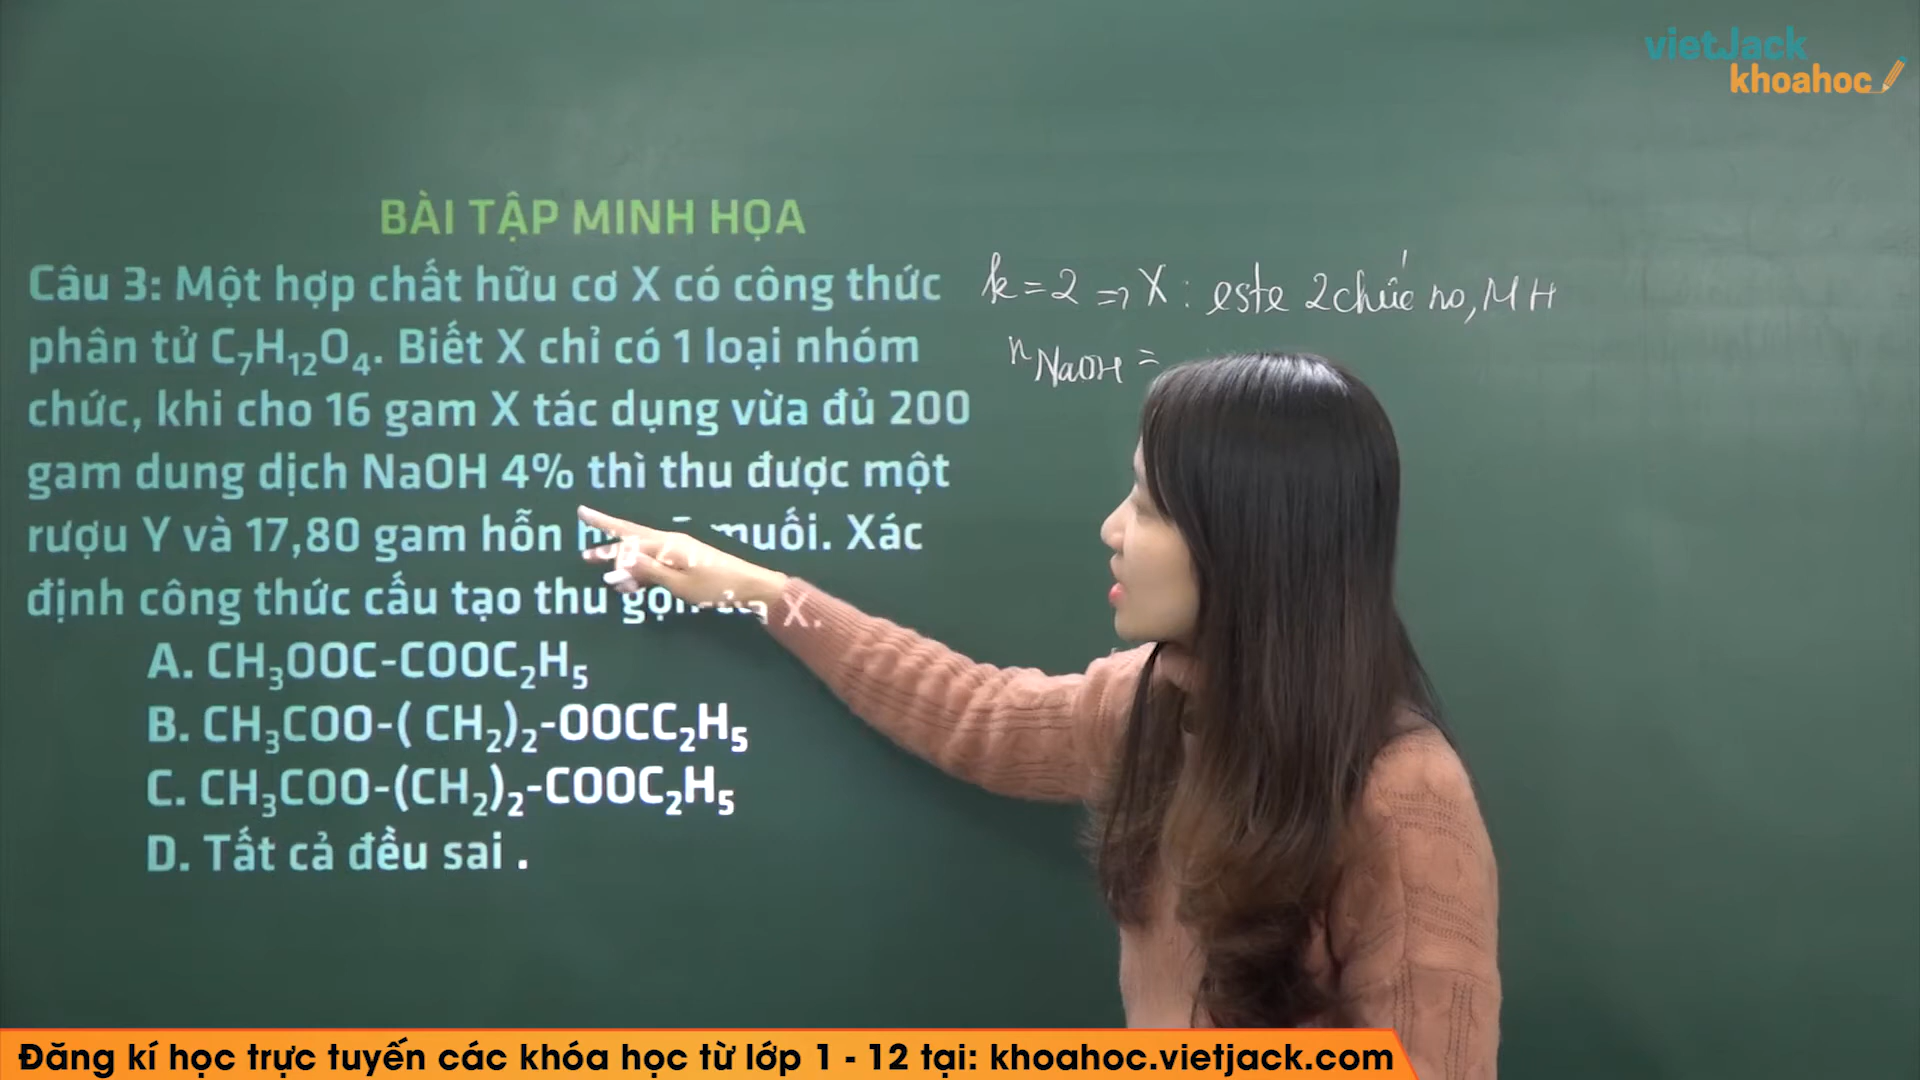 vietJack
khoahoc
BÀI TẬP MINH HỌA
Câu 3: Một hợp chất hữu cơ X có công thức
phân tử C₇H₁₂O₄. Biết X chỉ có 1 loại nhóm
chức, khi cho 16 gam X tác dụng vừa đủ 200
gam dung dịch NaOH 4% thì thu được một
rượu Y và 17,80 gam hỗn muối. Xác
định công thức cấu tạo thu gọn của X.
A. CH₃OOC-COOC₂H₅
B. CH₃COO-( CH₂)₂-OOCC₂H₅
C. CH₃COO-(CH₂)₂-COOC₂H₅
D. Tất cả đều sai .
k = 2 => X : este 2 chức no, MH
nNaOH =
Đăng kí học trực tuyến các khóa học từ lớp 1 - 12 tại: khoahoc.vietjack.com